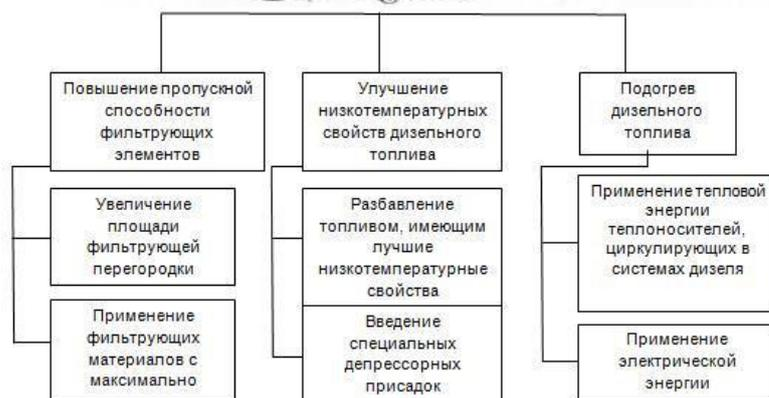 Повышение пропускной
способности
фильтрующих
элементов
Увеличение
площади
фильтрующей
перегородки
Применение
фильтрующих
материалов с
максимально
Улучшение
низкотемпературных
свойств дизельного
топлива
Разбавление
топливом, имеющим
лучшие
низкотемпературные
свойства
Введение
специальных
депрессорных
присадок
Подогрев
дизельного
топлива
Применение тепловой
энергии
теплоносителей,
циркулирующих в
системах дизеля
Применение
электрической
энергии